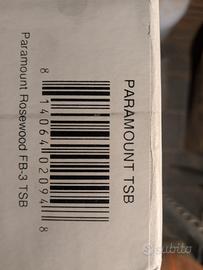 PARAMOUNT TSB
8 14064 02094 8
Paramount Rosewood FB-3 TSB
subito